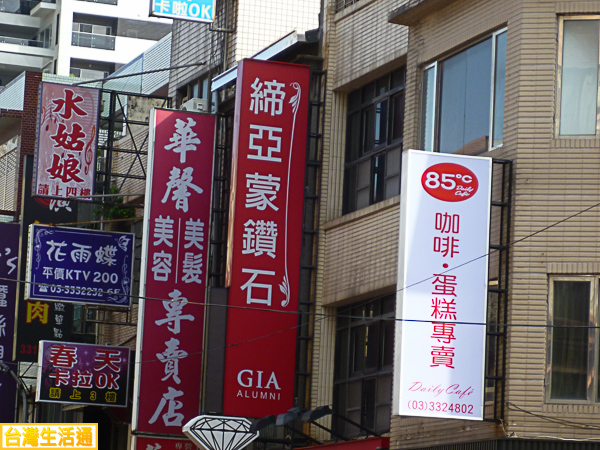 卡啦OK
水姑娘
請上四樓
花雨蝶
平價KTV 200
肉
春天
卡拉OK
請上3樓
華聲
美髮
美容
專賣店
締亞蒙鑽石
GIA
ALUMNI
85°C
Daily Café
咖啡・蛋糕專賣
Daily Café
(03)3324802
台灣生活通